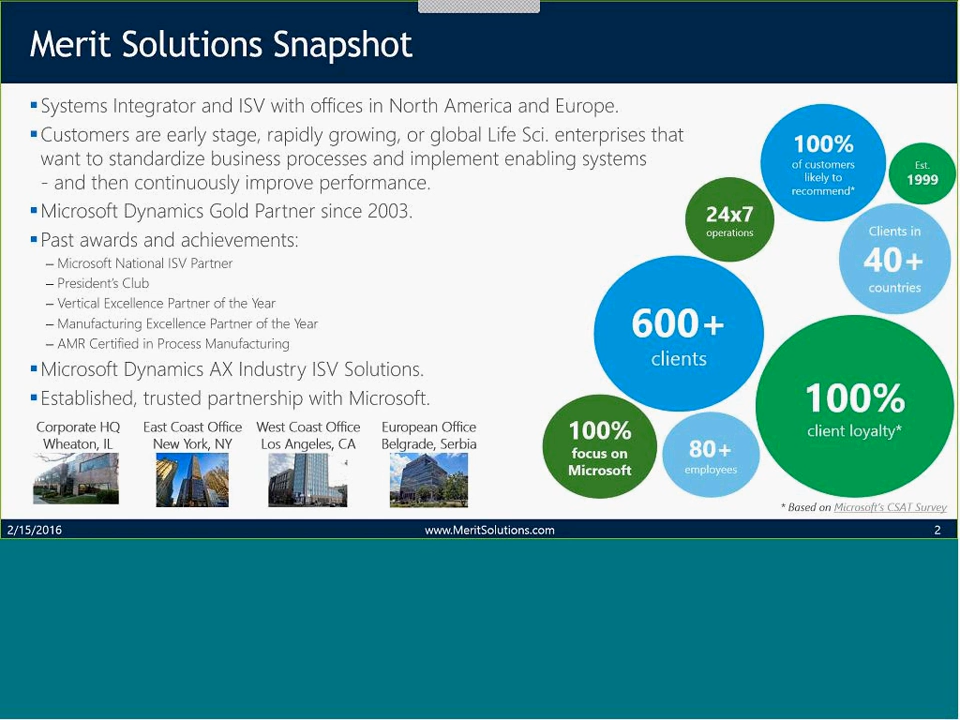 Merit Solutions Snapshot
▪Systems Integrator and ISV with offices in North America and Europe.
▪Customers are early stage, rapidly growing, or global Life Sci. enterprises that
want to standardize business processes and implement enabling systems
- and then continuously improve performance.
▪Microsoft Dynamics Gold Partner since 2003.
▪Past awards and achievements:
– Microsoft National ISV Partner
– President's Club
– Vertical Excellence Partner of the Year
– Manufacturing Excellence Partner of the Year
– AMR Certified in Process Manufacturing
▪Microsoft Dynamics AX Industry ISV Solutions.
▪Established, trusted partnership with Microsoft.
Corporate HQ
Wheaton, IL
East Coast Office
New York, NY
West Coast Office
Los Angeles, CA
European Office
Belgrade, Serbia
100%
of customers
likely to
recommend*
Est.
1999
24x7
operations
Clients in
40+
countries
600+
clients
100%
client loyalty*
100%
focus on
Microsoft
80+
employees
* Based on Microsoft's CSAT Survey
2/15/2016
www.MeritSolutions.com
2